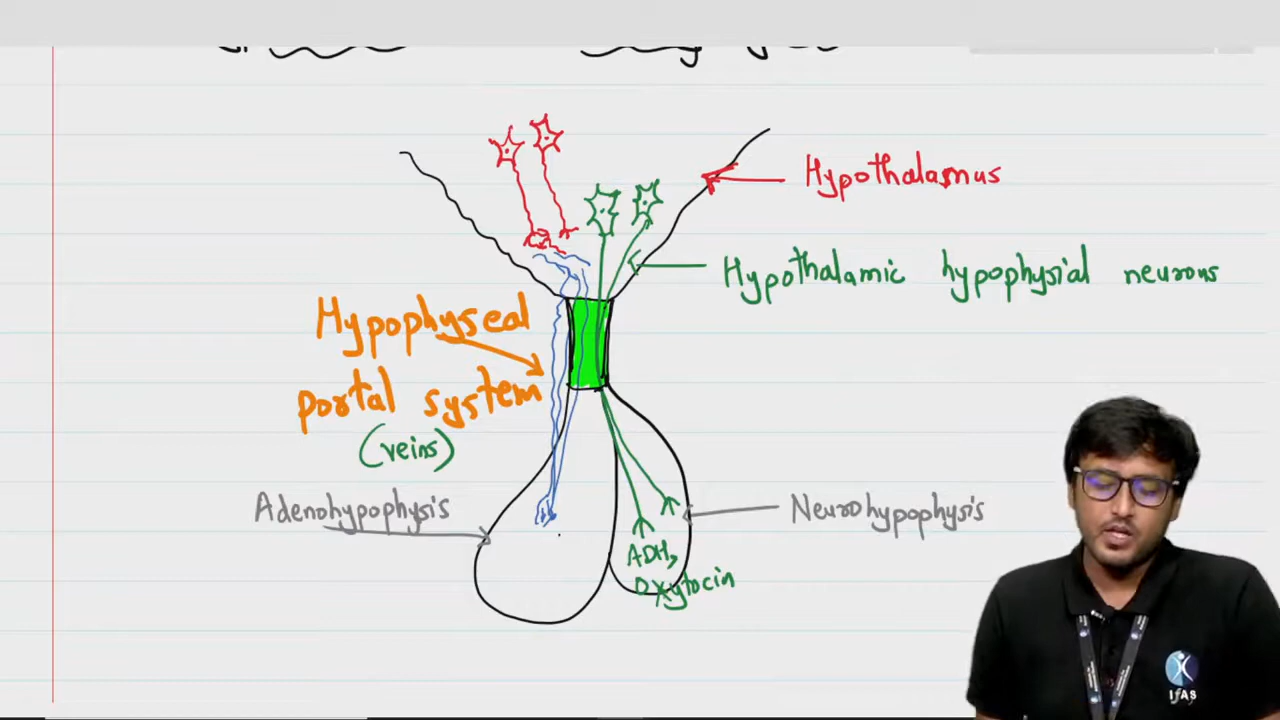 Hypothalamus
Hypothalamic hypophysial neurons
Hypophyseal
portal system
(veins)
Adenohypophysis
Neurohypophysis
ADH,
Oxytocin
IFAS